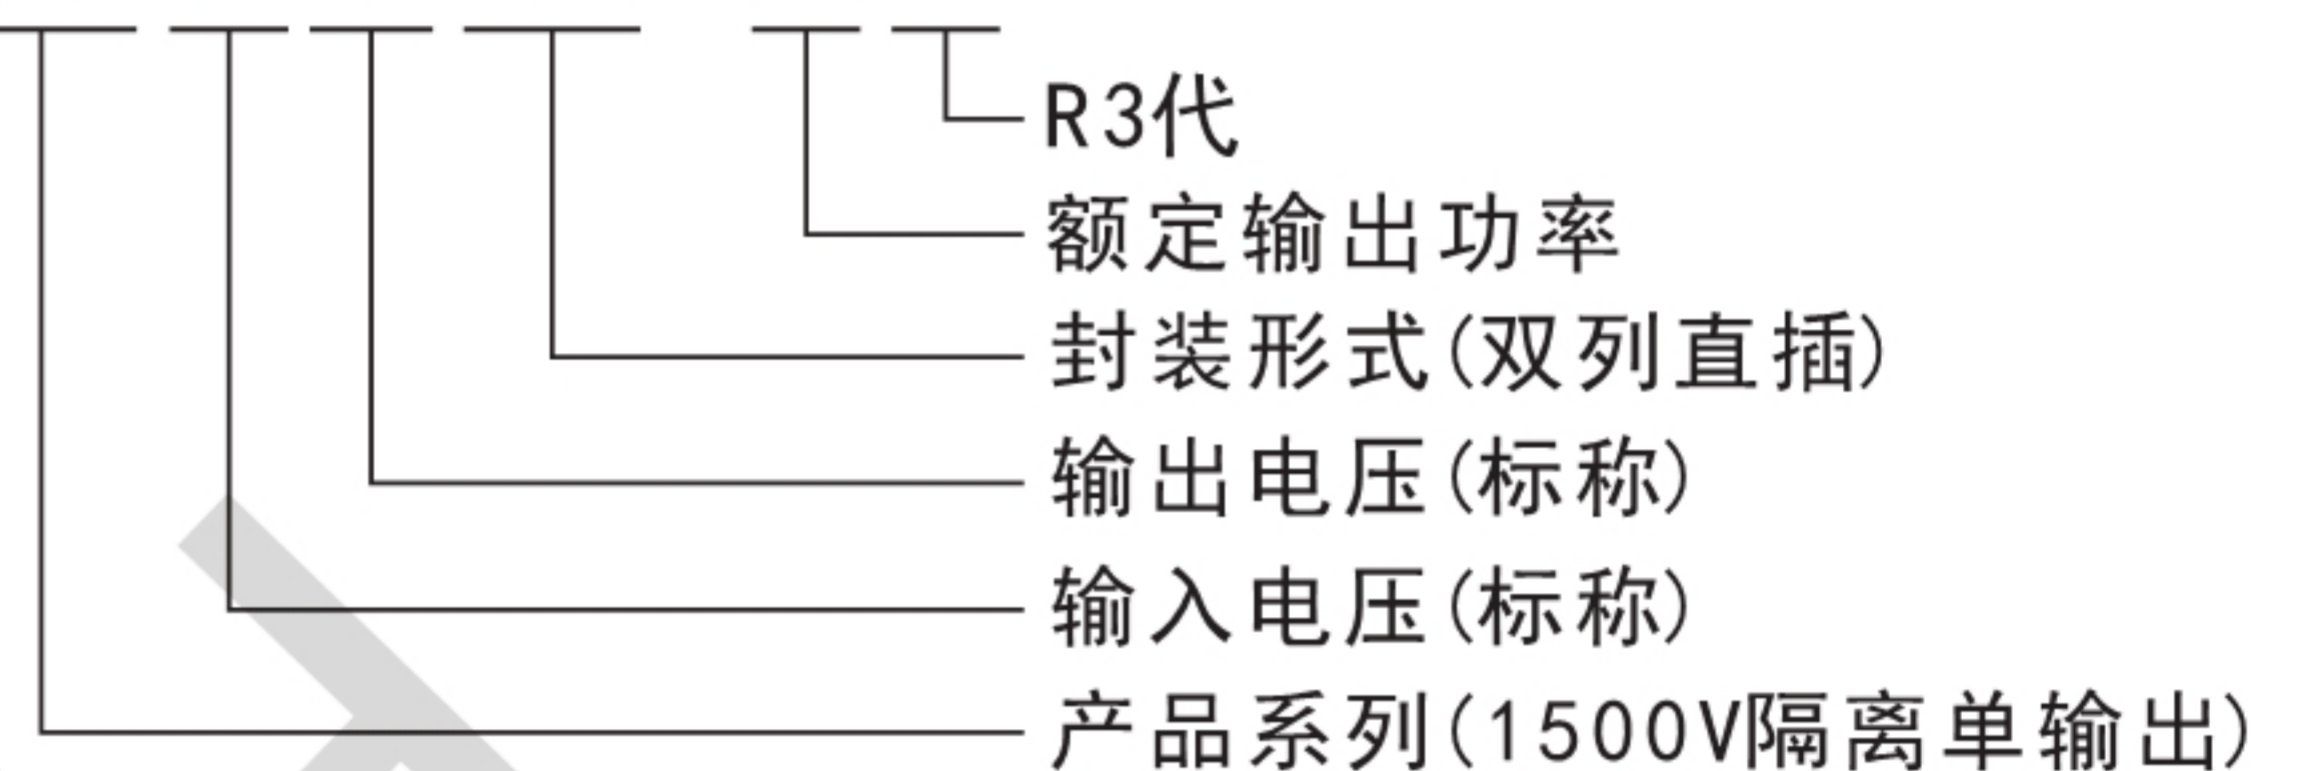 R3代
额定输出功率
封装形式(双列直插)
输出电压(标称)
输入电压(标称)
产品系列(1500V隔离单输出)